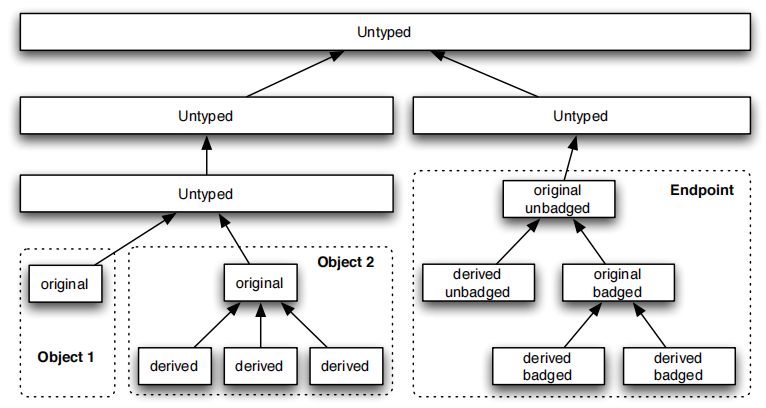 Untyped
Untyped
Untyped
Untyped
original
unbadged
Endpoint
Object 2
original
original
derived
unbadged
original
badged
Object 1
derived
derived
derived
derived
badged
derived
badged